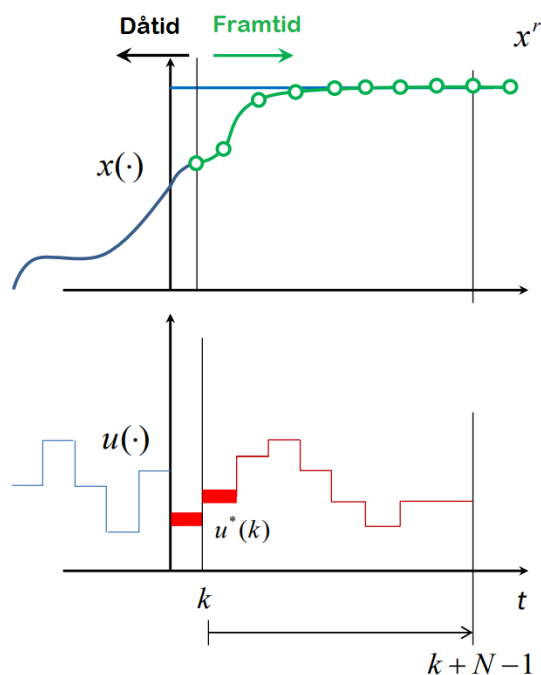 Dåtid Framtid
x^r
x(·)
u(·)
u^*(k)
k t
k + N − 1